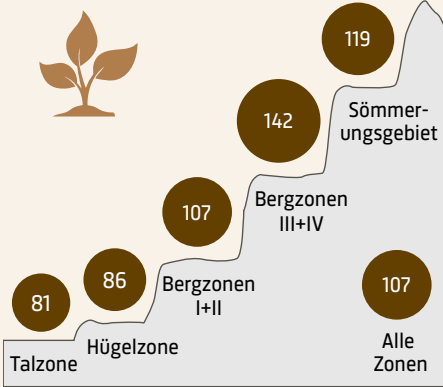 81
Talzone
86
Hügelzone
107
Bergzonen
I+II
142
Bergzonen
III+IV
119
Sömmer-
ungsgebiet
107
Alle
Zonen